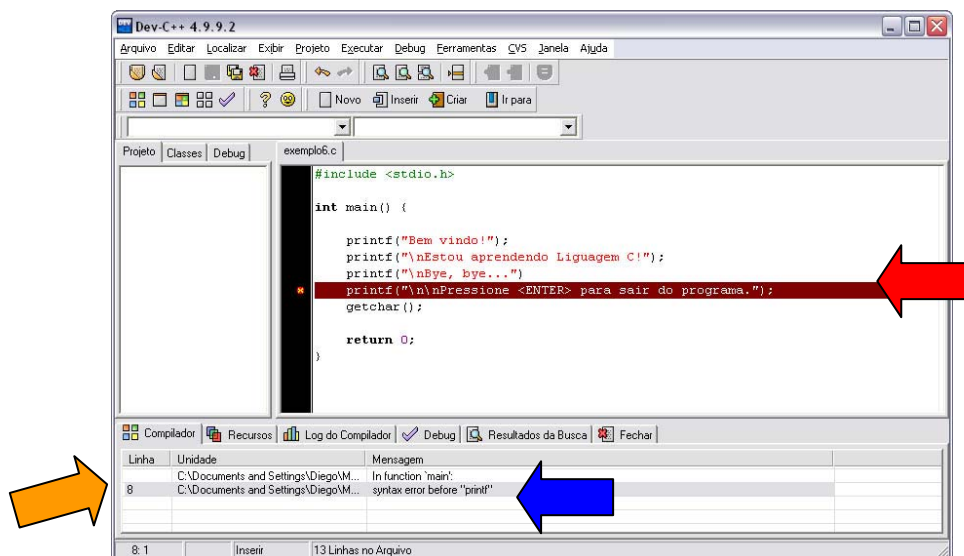 Dev-C++ 4.9.9.2
Arquivo Editar Localizar Exibir Projeto Executar Debug Ferramentas CVS Janela Ajuda
Novo Inserir Criar Ir para
Projeto Classes Debug exemplo6.c
#include <stdio.h>
int main() {
printf("Bem vindo!");
printf("\nEstou aprendendo Liguagem C!");
printf("\nBye, bye...")
printf("\n\nPressione <ENTER> para sair do programa.");
getchar();
return 0;
}
Compilador Recursos Log do Compilador Debug Resultados da Busca Fechar
Linha Unidade Mensagem
C:\Documents and Settings\Diego\M... In function `main':
8 C:\Documents and Settings\Diego\M... syntax error before "printf"
8: 1 Inserir 13 Linhas no Arquivo